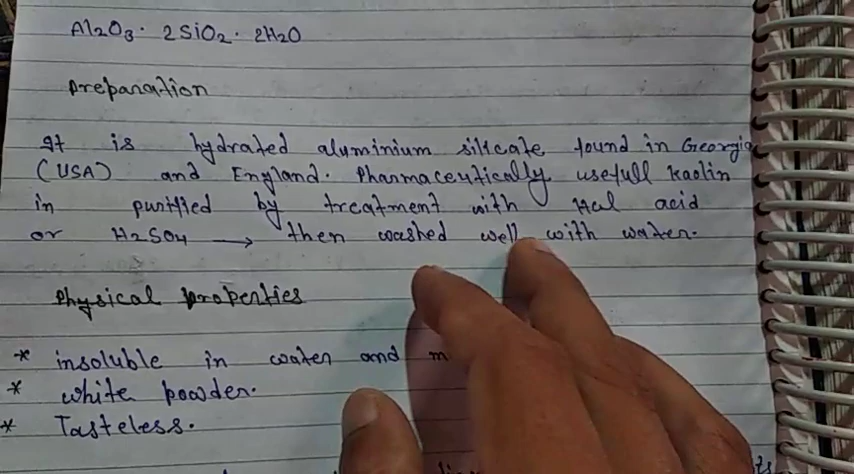 Al2O3· 2SiO2· 2H2O
Preparation
It is hydrated aluminium silicate found in Georgia
(USA) and England. Pharmaceutically usefull kaolin
in purified by treatment with Hcl acid
or H2SO4 → then washed well with water.
Physical properties
* insoluble in water and m
* white powder.
* Tasteless.